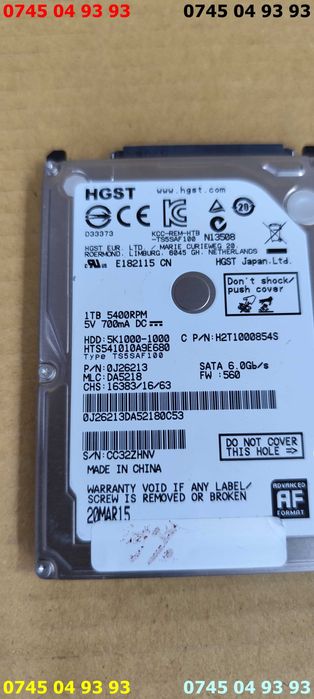 0745 04 93 93 0745 04 93 93
HGST www.hgst.com
D33373 KCC-REM-HTB
-TS5SAF100 N13508
HGST EUR. LTD. / MARIE CURIEWEG 20,
ROERMOND, LIMBURG, 6045 GH, NETHERLANDS
E182115 CN HGST Japan.Ltd.
20
Don't shock/
push cover
1TB 5400RPM
5V 700mA DC
HDD:5K1000-1000 C P/N:H2T1000854S
HTS541010A9E680
Type TS5SAF100
P/N:0J26213 SATA 6.0Gb/s
MLC:DA5218 FW :560
CHS:16383/16/63
0J26213DA52180C53
S/N:CC32ZHNV
DO NOT COVER
THIS HOLE
MADE IN CHINA
WARRANTY VOID IF ANY LABEL/
SCREW IS REMOVED OR BROKEN
20MAR15
ADVANCED
AF
FORMAT
0745 04 93 93 0745 04 93 93